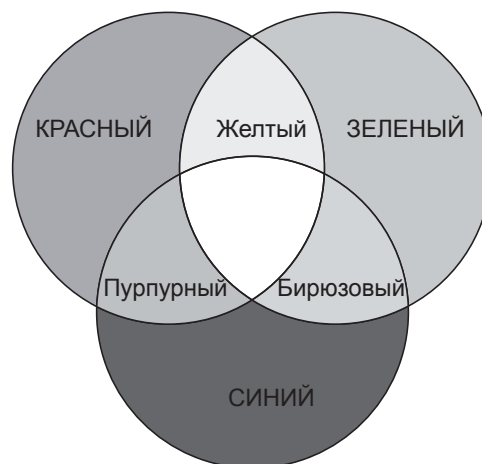 КРАСНЫЙ Желтый ЗЕЛЕНЫЙ
Пурпурный Бирюзовый
СИНИЙ